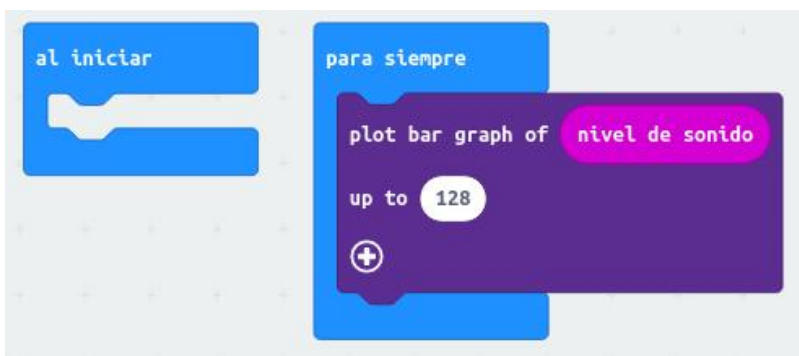 al iniciar
para siempre
plot bar graph of nivel de sonido
up to 128